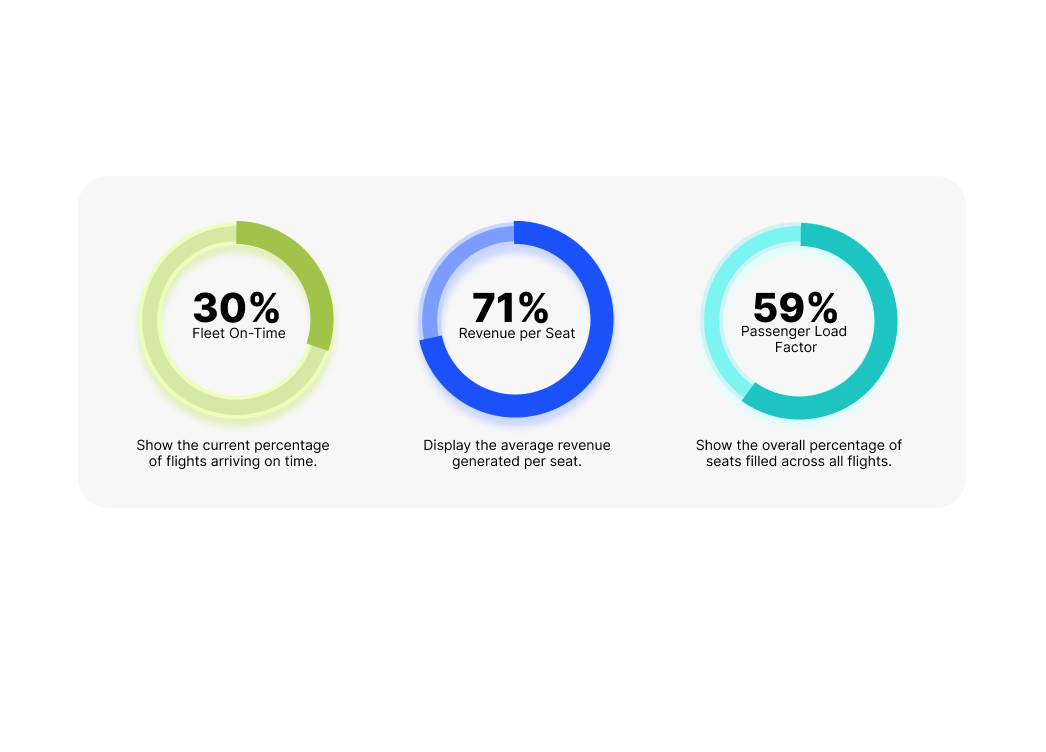 30%
Fleet On-Time
Show the current percentage
of flights arriving on time.
71%
Revenue per Seat
Display the average revenue
generated per seat.
59%
Passenger Load
Factor
Show the overall percentage of
seats filled across all flights.